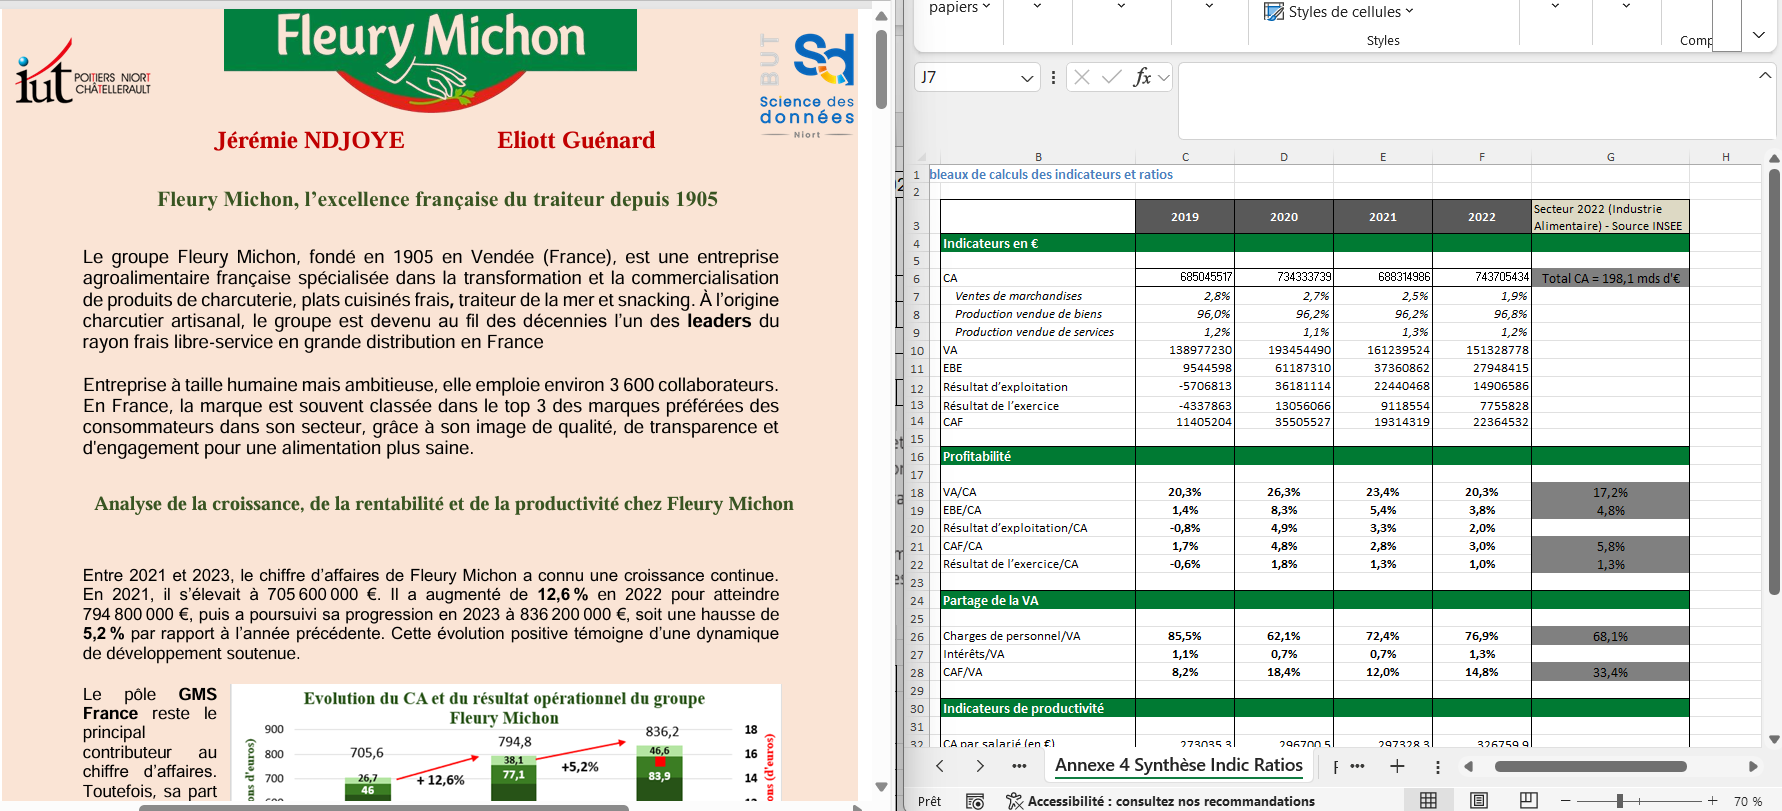 Fleury Michon
iut POITIERS NIORT
CHÂTELLERAULT
BUT
Sd
Science des
données
Niort
Jérémie NDJOYE Eliott Guénard
Fleury Michon, l’excellence française du traiteur depuis 1905
Le groupe Fleury Michon, fondé en 1905 en Vendée (France), est une entreprise
agroalimentaire française spécialisée dans la transformation et la commercialisation
de produits de charcuterie, plats cuisinés frais, traiteur de la mer et snacking. À l’origine
charcutier artisanal, le groupe est devenu au fil des décennies l’un des leaders du
rayon frais libre-service en grande distribution en France
Entreprise à taille humaine mais ambitieuse, elle emploie environ 3 600 collaborateurs.
En France, la marque est souvent classée dans le top 3 des marques préférées des
consommateurs dans son secteur, grâce à son image de qualité, de transparence et
d'engagement pour une alimentation plus saine.
Analyse de la croissance, de la rentabilité et de la productivité chez Fleury Michon
Entre 2021 et 2023, le chiffre d’affaires de Fleury Michon a connu une croissance continue.
En 2021, il s’élevait à 705 600 000 €. Il a augmenté de 12,6 % en 2022 pour atteindre
794 800 000 €, puis a poursuivi sa progression en 2023 à 836 200 000 €, soit une hausse de
5,2 % par rapport à l’année précédente. Cette évolution positive témoigne d’une dynamique
de développement soutenue.
Le pôle GMS
France reste le
principal
contributeur au
chiffre d’affaires.
Toutefois, sa part
Evolution du CA et du résultat opérationnel du groupe
Fleury Michon
900 836,2 18
794,8
800 705,6 46,6 16
38,1 +5,2%
700 26,7 + 12,6% 77,1 83,9 14
46
papiers
Styles de cellules
Styles
Comp
J7
fx
B C D E F G H
1 bleaux de calculs des indicateurs et ratios
2
3 2019 2020 2021 2022 Secteur 2022 (Industrie
Alimentaire) - Source INSEE
4 Indicateurs en €
5
6 CA 685045517 734333739 688314986 743705434 Total CA = 198,1 mds d'€
7 Ventes de marchandises 2,8% 2,7% 2,5% 1,9%
8 Production vendue de biens 96,0% 96,2% 96,2% 96,8%
9 Production vendue de services 1,2% 1,1% 1,3% 1,2%
10 VA 138977230 193454490 161239524 151328778
11 EBE 9544598 61187310 37360862 27948415
12 Résultat d’exploitation -5706813 36181114 22440468 14906586
13 Résultat de l’exercice -4337863 13056066 9118554 7755828
14 CAF 11405204 35505527 19314319 22364532
15
16 Profitabilité
17
18 VA/CA 20,3% 26,3% 23,4% 20,3% 17,2%
19 EBE/CA 1,4% 8,3% 5,4% 3,8% 4,8%
20 Résultat d’exploitation/CA -0,8% 4,9% 3,3% 2,0%
21 CAF/CA 1,7% 4,8% 2,8% 3,0% 5,8%
22 Résultat de l’exercice/CA -0,6% 1,8% 1,3% 1,0% 1,3%
23
24 Partage de la VA
25
26 Charges de personnel/VA 85,5% 62,1% 72,4% 76,9% 68,1%
27 Intérêts/VA 1,1% 0,7% 0,7% 1,3%
28 CAF/VA 8,2% 18,4% 12,0% 14,8% 33,4%
29
30 Indicateurs de productivité
31
32 CA par salarié (en €) 273035,3 296700,5 297328,3 326759,9
Annexe 4 Synthèse Indic Ratios
Prêt
Accessibilité : consultez nos recommandations
70 %